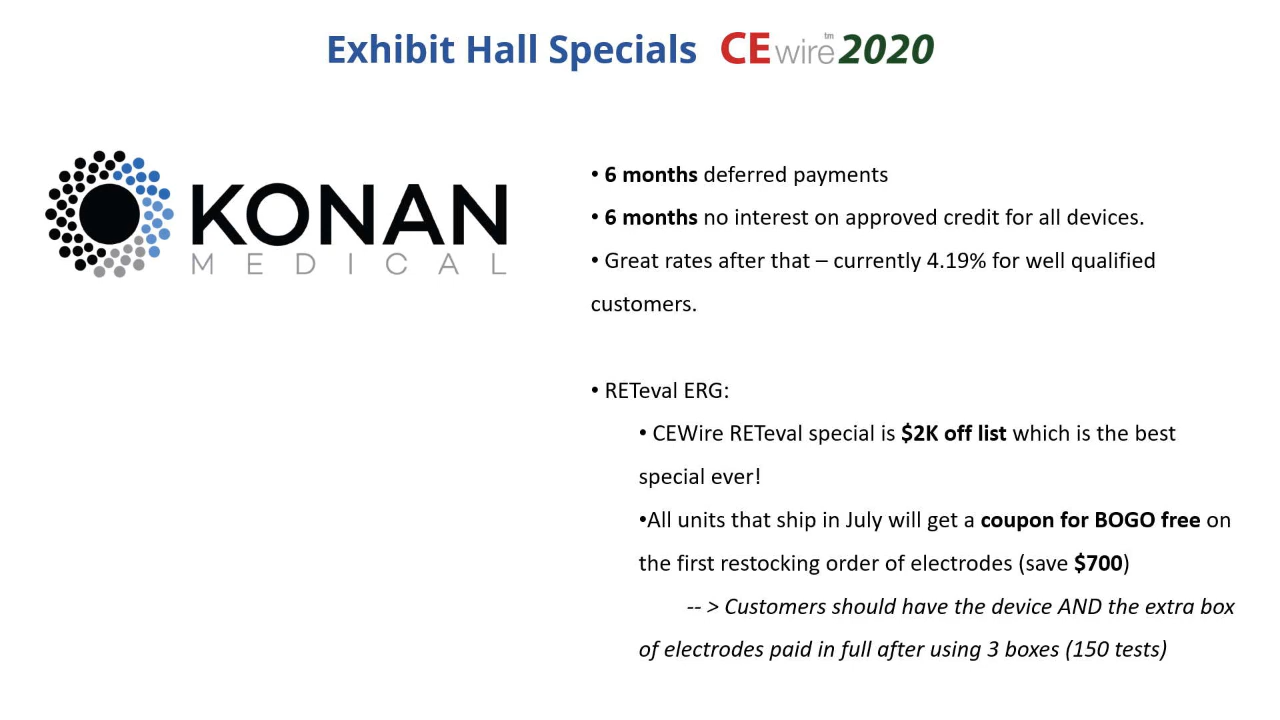 Exhibit Hall Specials CE wire™ 2020
KONAN
MEDICAL
• 6 months deferred payments
• 6 months no interest on approved credit for all devices.
• Great rates after that – currently 4.19% for well qualified
customers.
• RETeval ERG:
• CEWire RETeval special is $2K off list which is the best
special ever!
•All units that ship in July will get a coupon for BOGO free on
the first restocking order of electrodes (save $700)
-- > Customers should have the device AND the extra box
of electrodes paid in full after using 3 boxes (150 tests)